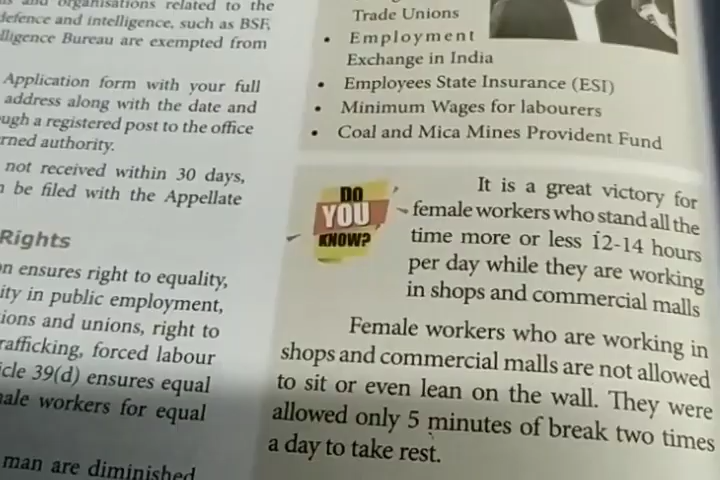 and organisations related to the
defence and intelligence, such as BSF,
lligence Bureau are exempted from
Application form with your full
address along with the date and
ugh a registered post to the office
rned authority.
not received within 30 days,
be filed with the Appellate
Rights
n ensures right to equality,
ity in public employment,
ions and unions, right to
rafficking, forced labour
icle 39(d) ensures equal
ale workers for equal
man are diminished
Trade Unions
• Employment
Exchange in India
• Employees State Insurance (ESI)
• Minimum Wages for labourers
• Coal and Mica Mines Provident Fund
DO
YOU
KNOW?
It is a great victory for
female workers who stand all the
time more or less 12-14 hours
per day while they are working
in shops and commercial malls
Female workers who are working in
shops and commercial malls are not allowed
to sit or even lean on the wall. They were
allowed only 5 minutes of break two times
a day to take rest.